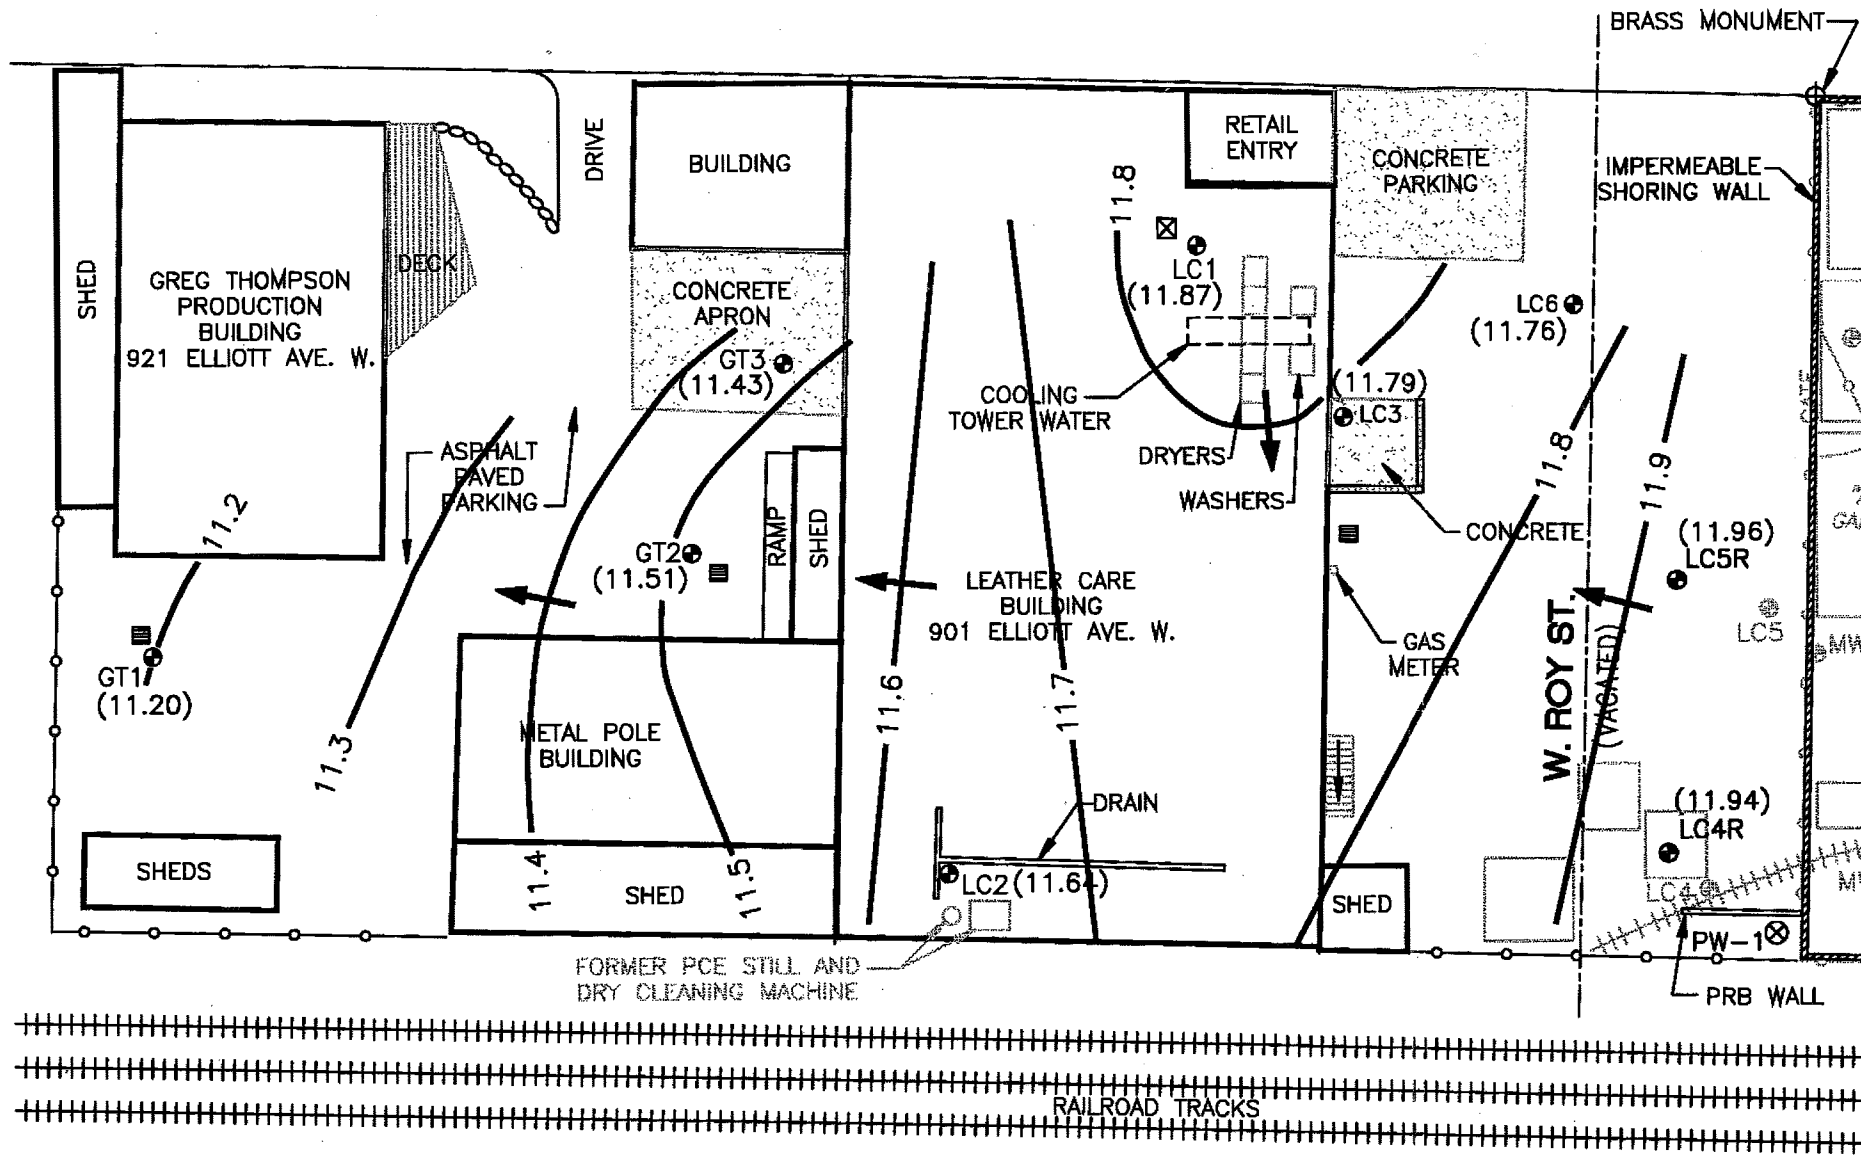 BRASS MONUMENT
SHED
GREG THOMPSON
PRODUCTION
BUILDING
921 ELLIOTT AVE. W.
DECK
DRIVE
BUILDING
CONCRETE
APRON
GT3
(11.43)
RETAIL
ENTRY
CONCRETE
PARKING
IMPERMEABLE
SHORING WALL
11.8
LC1
(11.87)
LC6
(11.76)
COOLING
TOWER WATER
DRYERS
WASHERS
(11.79)
LC3
CONCRETE
GATE
ASPHALT
PAVED
PARKING
11.2
GT1
(11.20)
11.3
GT2
(11.51)
RAMP
SHED
LEATHER CARE
BUILDING
901 ELLIOTT AVE. W.
11.6
11.7
11.8
11.9
(11.96)
LC5R
LC5
MW
GAS
METER
W. ROY ST.
(VACATED)
METAL POLE
BUILDING
SHEDS
11.4
11.5
SHED
DRAIN
LC2 (11.64)
SHED
(11.94)
LC4R
LC4
PW-1
PRB WALL
FORMER PCE STILL AND
DRY CLEANING MACHINE
RAILROAD TRACKS